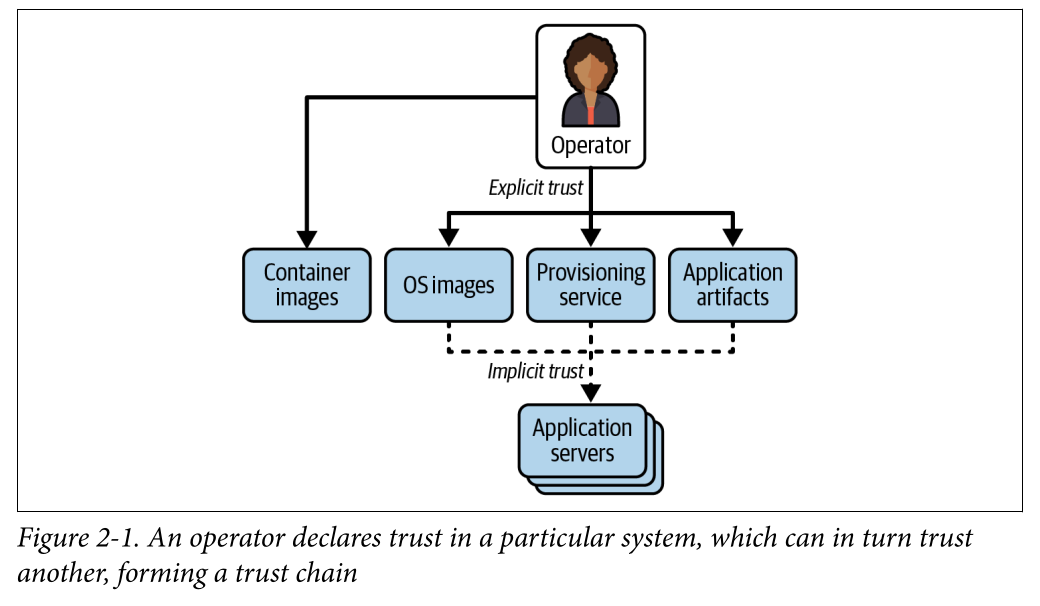 Operator
Explicit trust
Container
images
OS images
Provisioning
service
Application
artifacts
Implicit trust
Application
servers
Figure 2-1. An operator declares trust in a particular system, which can in turn trust
another, forming a trust chain